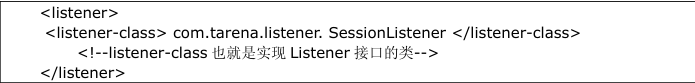 <listener>
<listener-class> com.tarena.listener. SessionListener </listener-class>
<!--listener-class 也就是实现 Listener 接口的类-->
</listener>